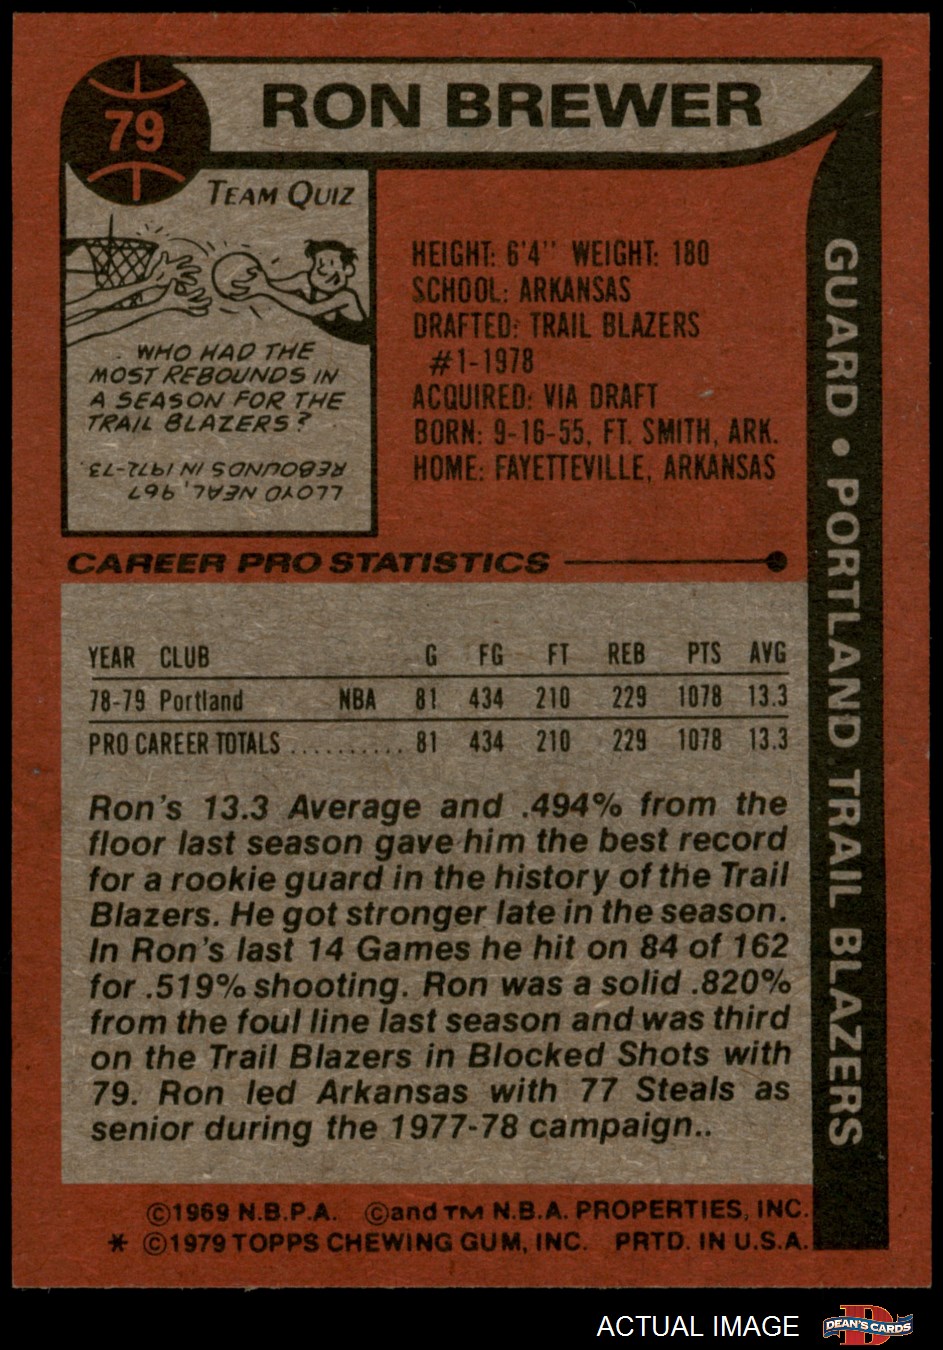 79
RON BREWER
TEAM QUIZ
WHO HAD THE
MOST REBOUNDS IN
A SEASON FOR THE
TRAIL BLAZERS?
LLOYD NEAL, 967
REBOUNDS IN 1972-73.
HEIGHT: 6'4" WEIGHT: 180
SCHOOL: ARKANSAS
DRAFTED: TRAIL BLAZERS
#1-1978
ACQUIRED: VIA DRAFT
BORN: 9-16-55, FT. SMITH, ARK.
HOME: FAYETTEVILLE, ARKANSAS
GUARD • PORTLAND TRAIL BLAZERS
CAREER PRO STATISTICS
YEAR CLUB G FG FT REB PTS AVG
78-79 Portland NBA 81 434 210 229 1078 13.3
PRO CAREER TOTALS .......... 81 434 210 229 1078 13.3
Ron's 13.3 Average and .494% from the
floor last season gave him the best record
for a rookie guard in the history of the Trail
Blazers. He got stronger late in the season.
In Ron's last 14 Games he hit on 84 of 162
for .519% shooting. Ron was a solid .820%
from the foul line last season and was third
on the Trail Blazers in Blocked Shots with
79. Ron led Arkansas with 77 Steals as
senior during the 1977-78 campaign..
©1969 N.B.P.A. ©and TM N.B.A. PROPERTIES, INC.
* ©1979 TOPPS CHEWING GUM, INC. PRTD. IN U.S.A.
ACTUAL IMAGE
DEAN'S CARDS